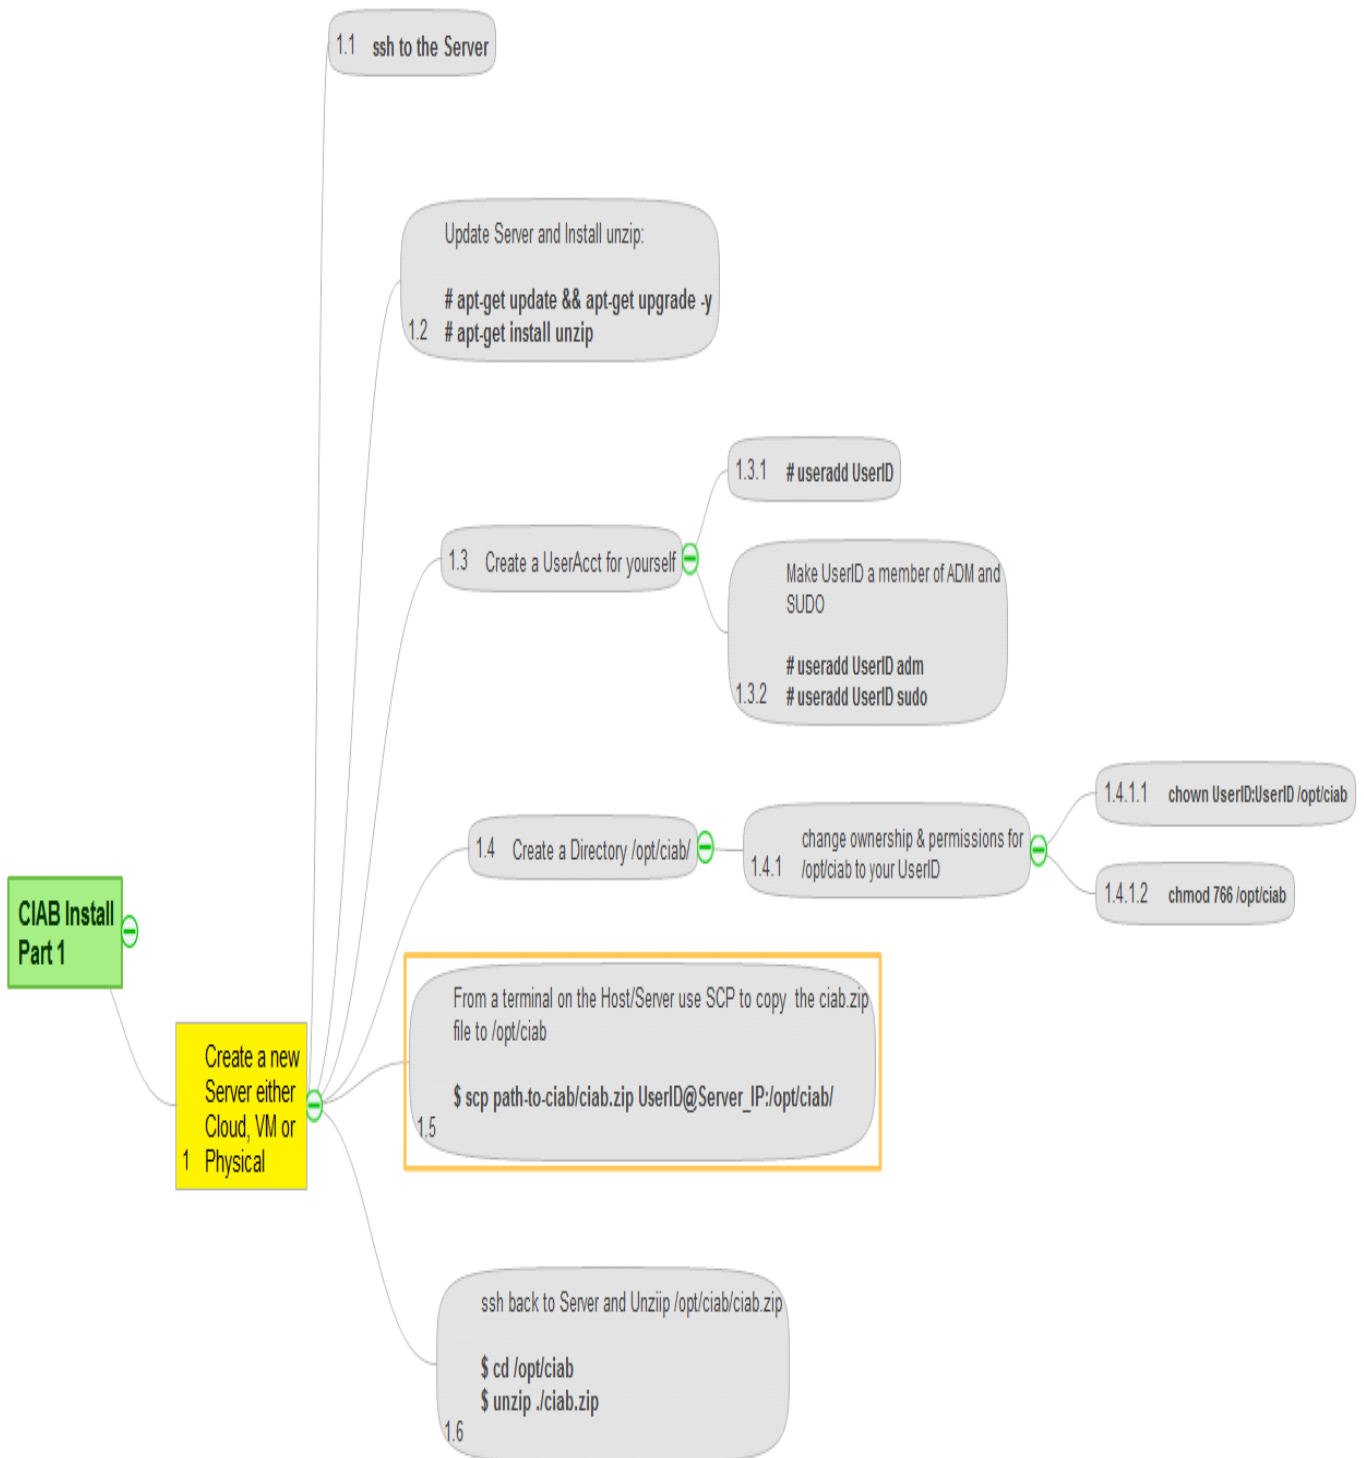 1.1 ssh to the Server
Update Server and Install unzip:
# apt-get update && apt-get upgrade -y
1.2 # apt-get install unzip
1.3.1 # useradd UserID
1.3 Create a UserAcct for yourself
Make UserID a member of ADM and
SUDO
# useradd UserID adm
1.3.2 # useradd UserID sudo
1.4 Create a Directory /opt/ciab/
change ownership & permissions for
1.4.1 /opt/ciab to your UserID
1.4.1.1 chown UserID:UserID /opt/ciab
1.4.1.2 chmod 766 /opt/ciab
CIAB Install
Part 1
Create a new
Server either
Cloud, VM or
1 Physical
From a terminal on the Host/Server use SCP to copy the ciab.zip
file to /opt/ciab
$ scp path-to-ciab/ciab.zip UserID@Server_IP:/opt/ciab/
1.5
ssh back to Server and Unziip /opt/ciab/ciab.zip
$ cd /opt/ciab
$ unzip ./ciab.zip
1.6